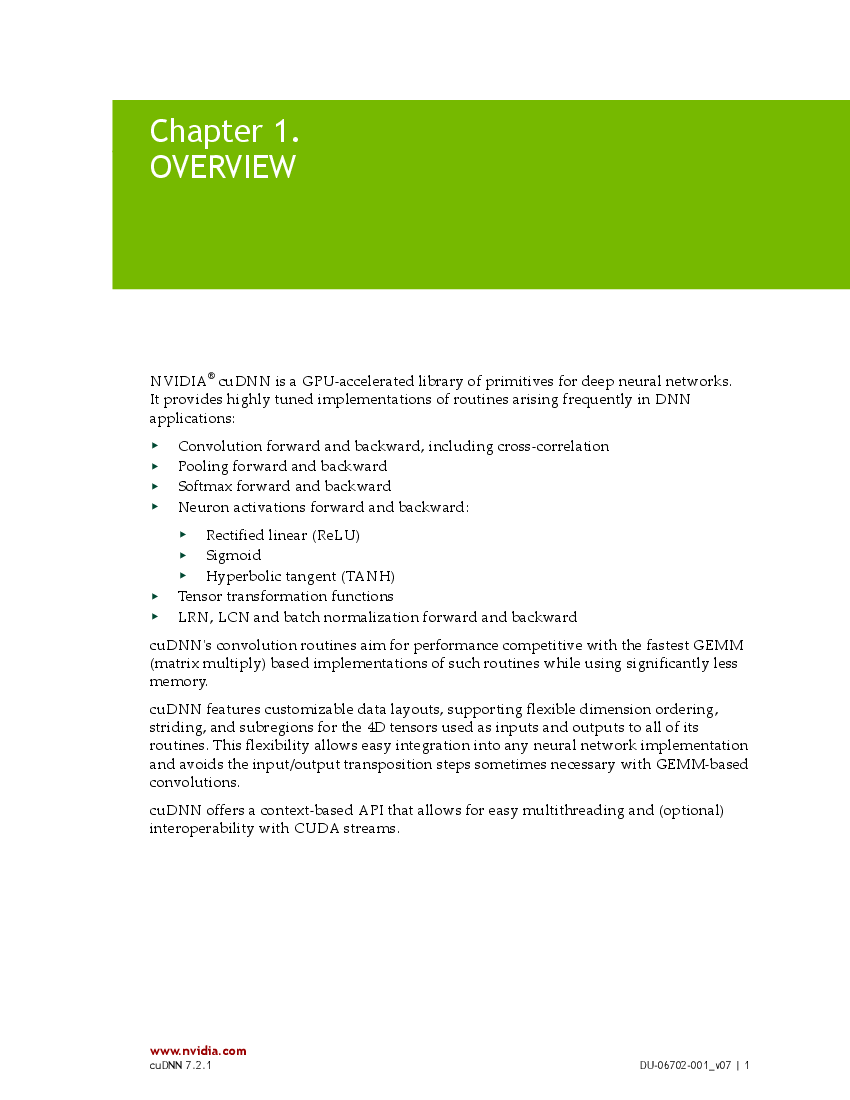 Chapter 1.
OVERVIEW
NVIDIA® cuDNN is a GPU-accelerated library of primitives for deep neural networks.
It provides highly tuned implementations of routines arising frequently in DNN
applications:
‣ Convolution forward and backward, including cross-correlation
‣ Pooling forward and backward
‣ Softmax forward and backward
‣ Neuron activations forward and backward:
‣ Rectified linear (ReLU)
‣ Sigmoid
‣ Hyperbolic tangent (TANH)
‣ Tensor transformation functions
‣ LRN, LCN and batch normalization forward and backward
cuDNN's convolution routines aim for performance competitive with the fastest GEMM
(matrix multiply) based implementations of such routines while using significantly less
memory.
cuDNN features customizable data layouts, supporting flexible dimension ordering,
striding, and subregions for the 4D tensors used as inputs and outputs to all of its
routines. This flexibility allows easy integration into any neural network implementation
and avoids the input/output transposition steps sometimes necessary with GEMM-based
convolutions.
cuDNN offers a context-based API that allows for easy multithreading and (optional)
interoperability with CUDA streams.
www.nvidia.com
cuDNN 7.2.1 DU-06702-001_v07 | 1